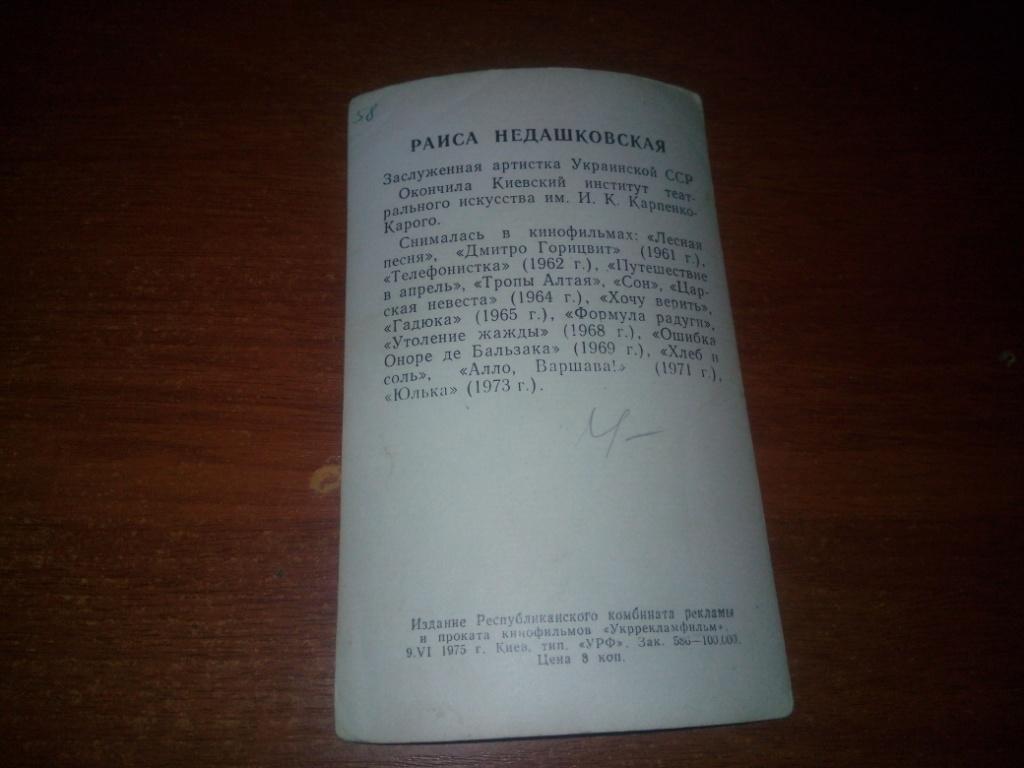 58
РАИСА НЕДАШКОВСКАЯ
Заслуженная артистка Украинской ССР
Окончила Киевский институт теат-
рального искусства им. И. К. Карпенко-
Карого.
Снималась в кинофильмах: «Лесная
песня», «Дмитро Горицвит» (1961 г.),
«Телефонистка» (1962 г.), «Путешествие
в апрель», «Тропы Алтая», «Сон», «Цар-
ская невеста» (1964 г.), «Хочу верить»,
«Гадюка» (1965 г.), «Формула радуги»,
«Утоление жажды» (1968 г.), «Ошибка
Оноре де Бальзака» (1969 г.), «Хлеб и
соль», «Алло, Варшава!» (1971 г.),
«Юлька» (1973 г.).
Издание Республиканского комбината рекламы
и проката кинофильмов «Укррекламфильм».
9.VI 1975 г. Киев, тип. «УРФ». Зак. 586—100.000.
Цена 8 коп.